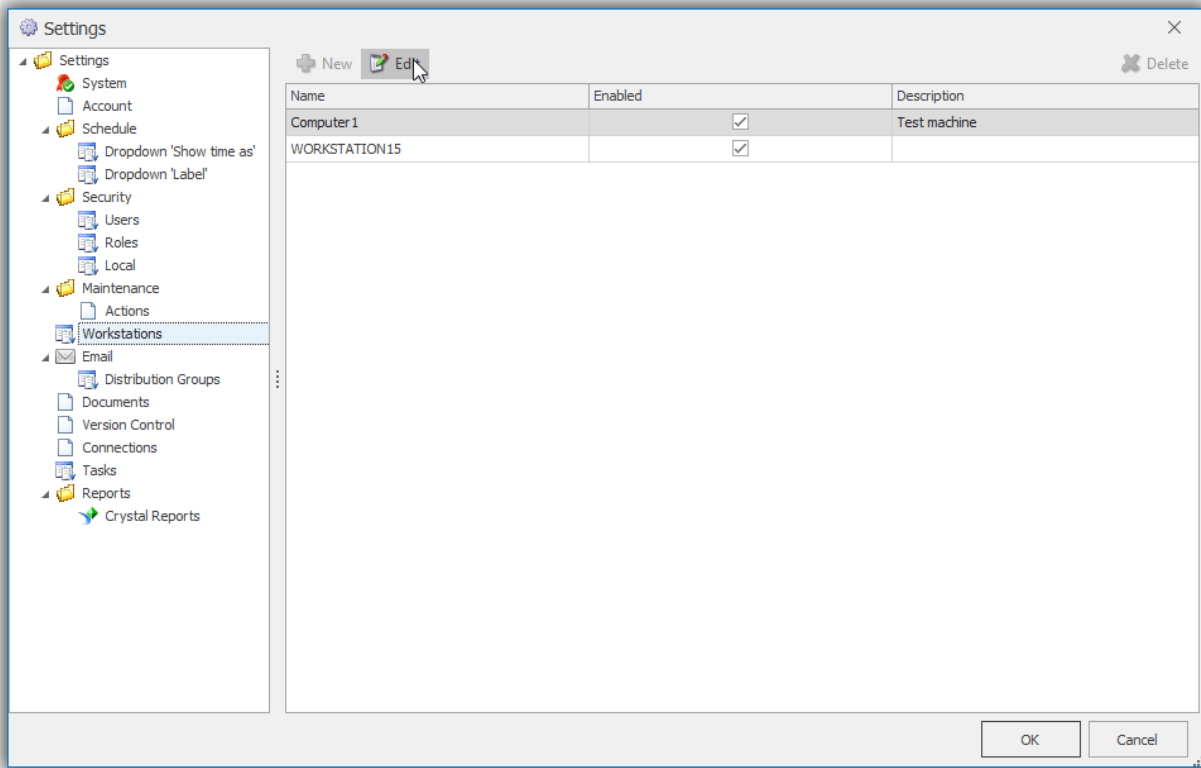 Settings
Settings
System
Account
Schedule
Dropdown 'Show time as'
Dropdown 'Label'
Security
Users
Roles
Local
Maintenance
Actions
Workstations
Email
Distribution Groups
Documents
Version Control
Connections
Tasks
Reports
Crystal Reports
New Edit Delete
Name Enabled Description
Computer1 Test machine
WORKSTATION15
OK Cancel